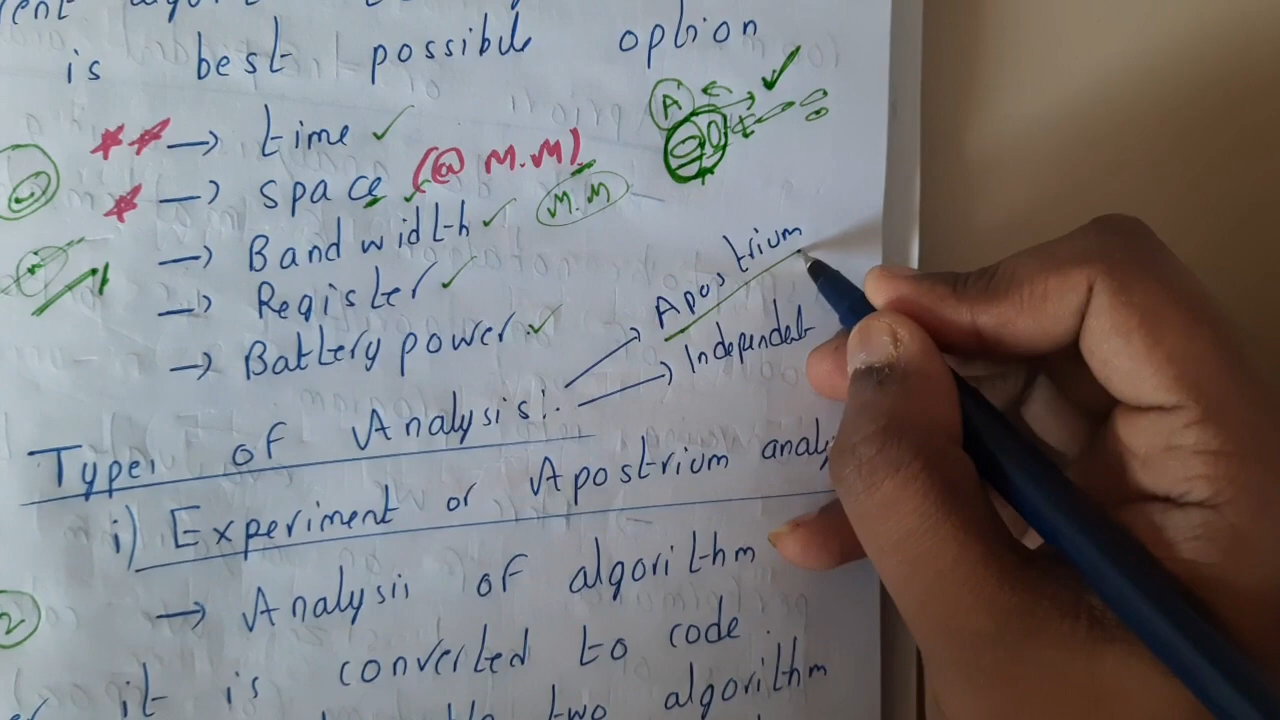 is best possible option
→ time ✓
→ space (@ M.M) M.M
→ Bandwidth ✓
→ Register ✓
→ Battery power ✓
A
Apostrium
Independent
Types of Analysis:
i) Experiment or Apostrium analy
→ Analysis of algorithm
2
it is converted to code.
two algorithm